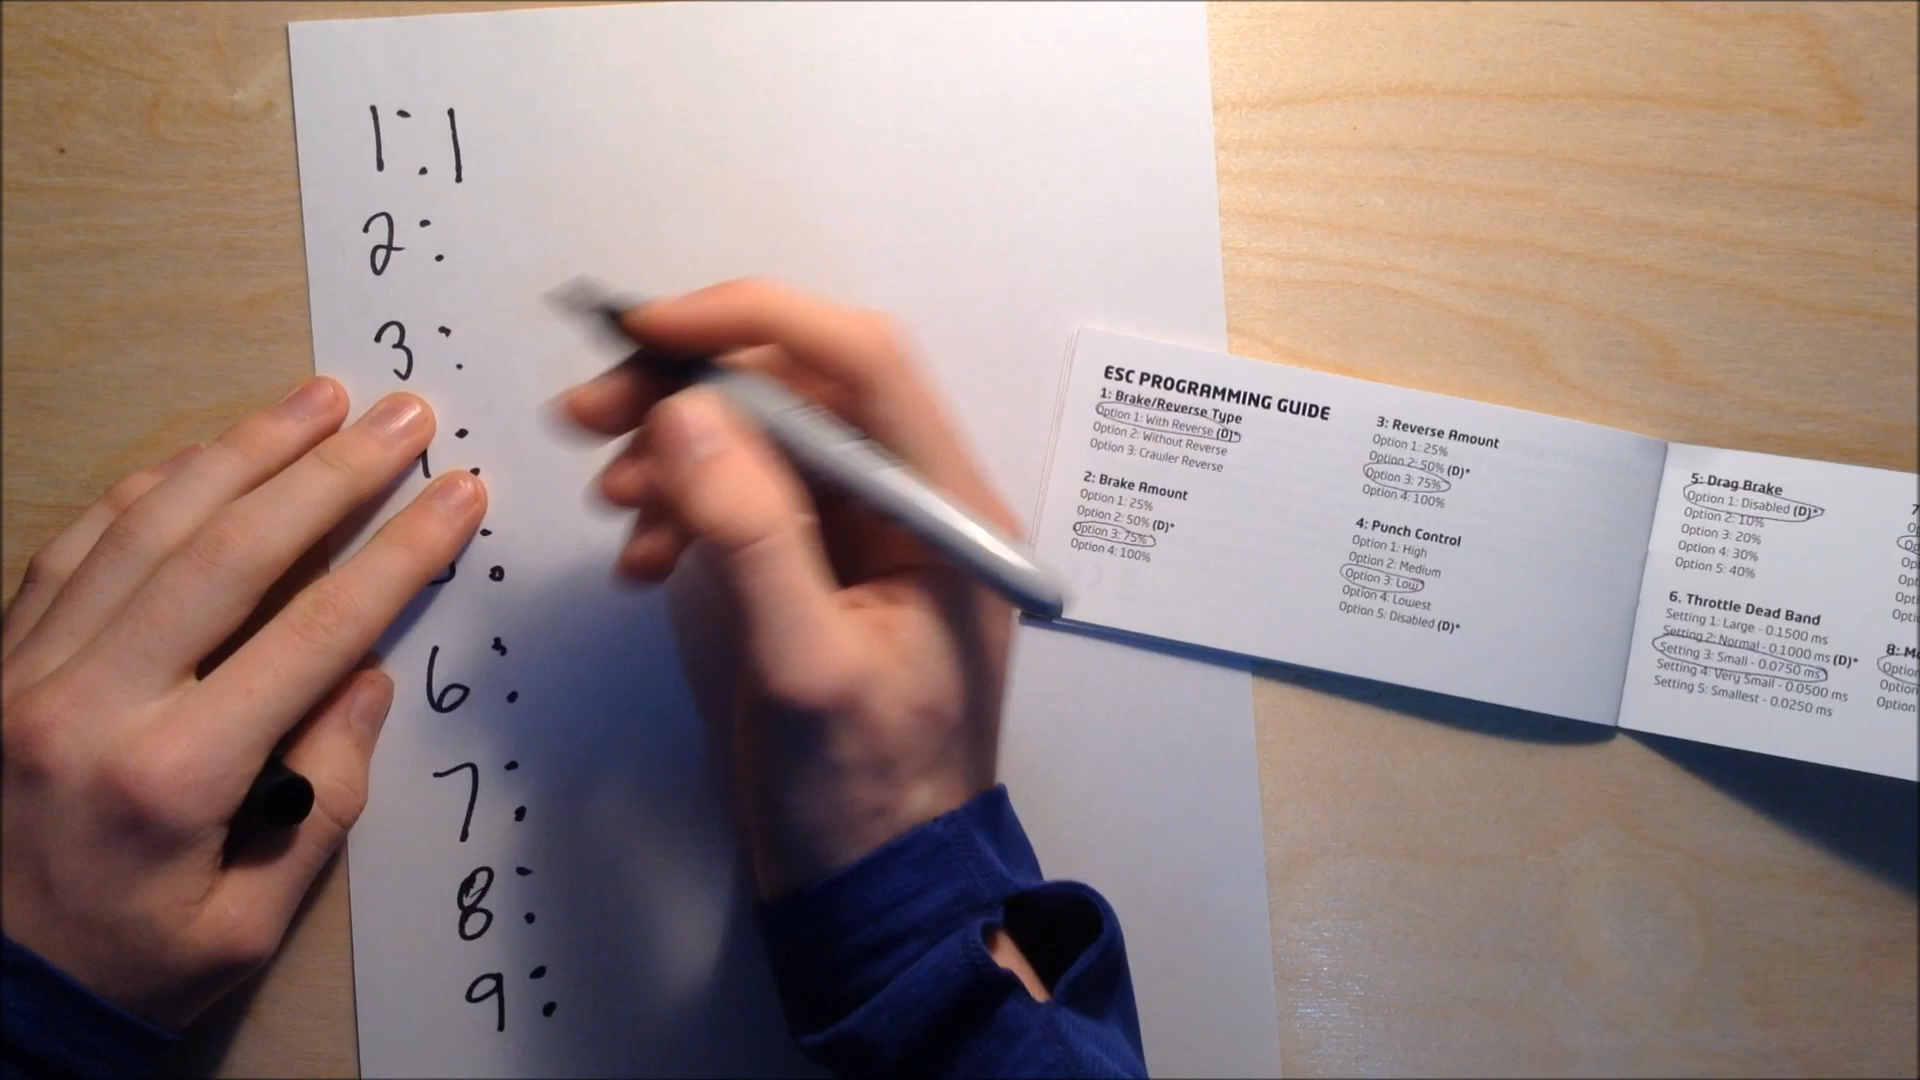 1:1
2:
3:
:
:
6:
7:
8:
9:
ESC PROGRAMMING GUIDE
1: Brake/Reverse Type
Option 1: With Reverse (D)*
Option 2: Without Reverse
Option 3: Crawler Reverse
2: Brake Amount
Option 1: 25%
Option 2: 50% (D)*
Option 3: 75%
Option 4: 100%
3: Reverse Amount
Option 1: 25%
Option 2: 50% (D)*
Option 3: 75%
Option 4: 100%
4: Punch Control
Option 1: High
Option 2: Medium
Option 3: Low
Option 4: Lowest
Option 5: Disabled (D)*
5: Drag Brake
Option 1: Disabled (D)*
Option 2: 10%
Option 3: 20%
Option 4: 30%
Option 5: 40%
6. Throttle Dead Band
Setting 1: Large - 0.1500 ms
Setting 2: Normal - 0.1000 ms (D)*
Setting 3: Small - 0.0750 ms
Setting 4: Very Small - 0.0500 ms
Setting 5: Smallest - 0.0250 ms
7
8:
Option
Option
Option